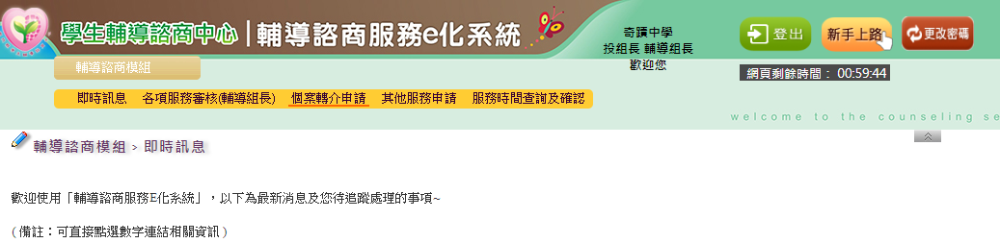 學生輔導諮商中心|輔導諮商服務e化系統
奇蹟中學
投組長 輔導組長
歡迎您
登出
新手上路
更改密碼
輔導諮商模組
網頁剩餘時間： 00:59:44
即時訊息 各項服務審核(輔導組長) 個案轉介申請 其他服務申請 服務時間查詢及確認
welcome to the counseling se
輔導諮商模組 > 即時訊息
歡迎使用「輔導諮商服務E化系統」，以下為最新消息及您待追蹤處理的事項~
(備註：可直接點選數字連結相關資訊)